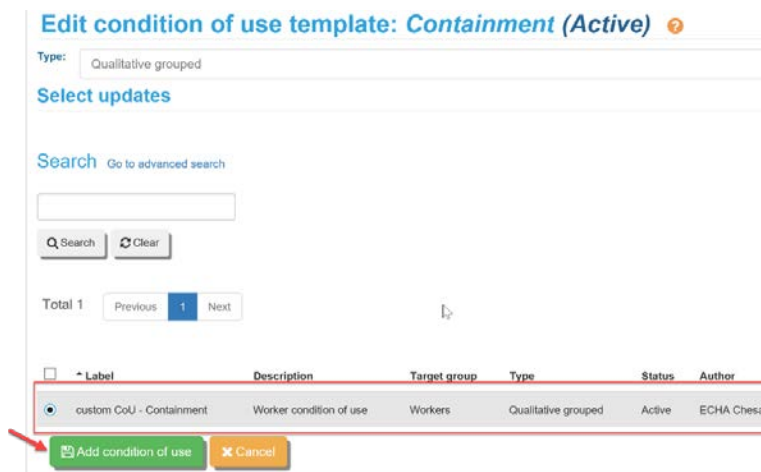 Edit condition of use template: Containment (Active)
Type: Qualitative grouped
Select updates
Search Go to advanced search
Search Clear
Total 1 Previous 1 Next
Label Description Target group Type Status Author
custom CoU - Containment Worker condition of use Workers Qualitative grouped Active ECHA
Add condition of use Cancel